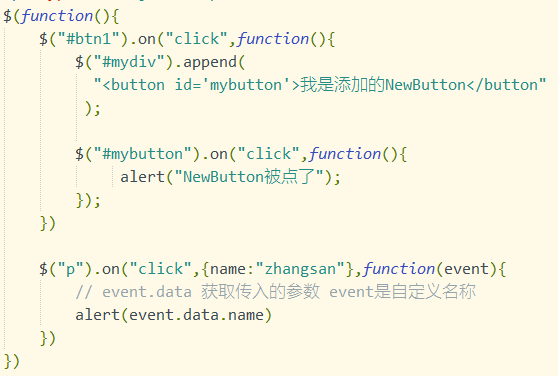 $(function(){
$("#btn1").on("click",function(){
$("#mydiv").append(
"<button id='mybutton'>我是添加的NewButton</button"
);
$("#mybutton").on("click",function(){
alert("NewButton被点了");
});
})
$("p").on("click",{name:"zhangsan"},function(event){
// event.data 获取传入的参数 event是自定义名称
alert(event.data.name)
})
})